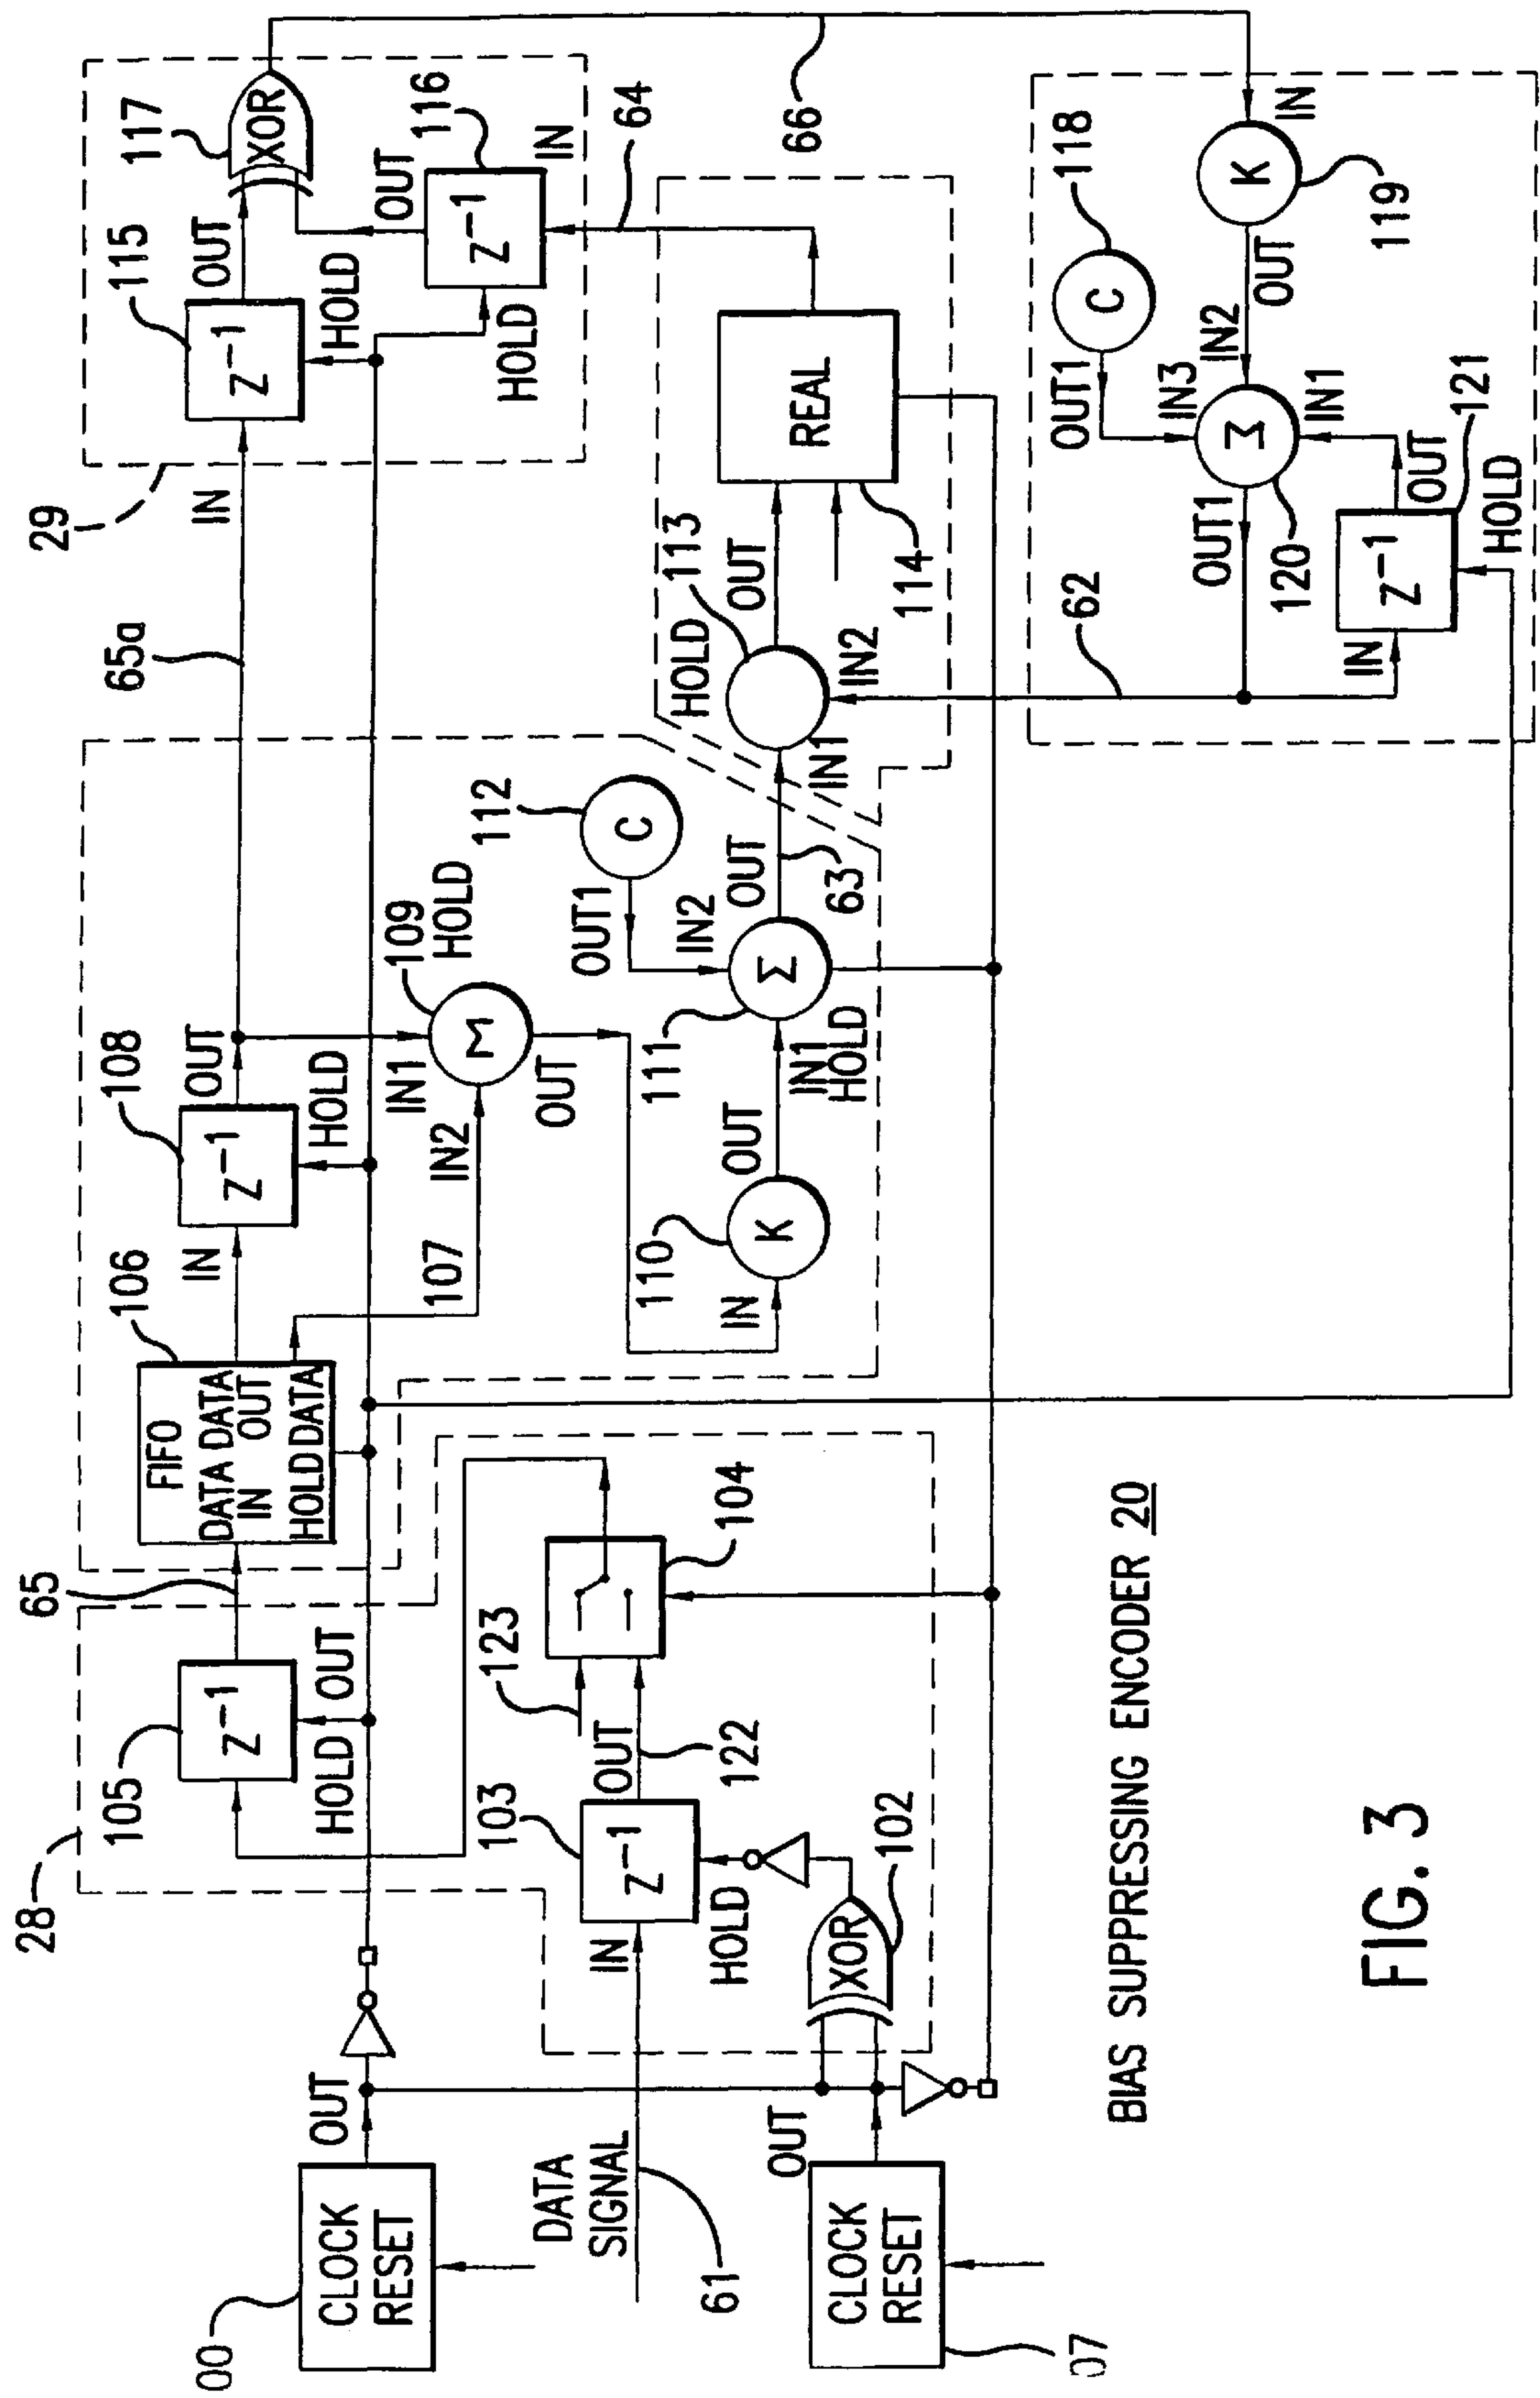 28
65
29
105
Z⁻¹
HOLD
OUT
106
FIFO
DATA DATA
IN OUT
HOLD DATA
IN
108
Z⁻¹
OUT
HOLD
65a
IN
115
Z⁻¹
OUT
HOLD
117
XOR
116
OUT
Z⁻¹
HOLD
IN
64
66
00
CLOCK
RESET
OUT
DATA
SIGNAL
61
IN
103
Z⁻¹
OUT
HOLD
122
123
104
XOR
102
CLOCK
RESET
OUT
07
107
IN2
IN1
109
HOLD
Σ
OUT
110
IN
K
OUT
111
IN1
HOLD
Σ
112
C
OUT1
IN2
OUT
63
IN1
HOLD
113
IN2
OUT
REAL
114
62
118
C
OUT1
IN3
IN2
OUT
K
IN
119
Σ
IN1
OUT1
120
IN
Z⁻¹
OUT
121
HOLD
BIAS SUPPRESSING ENCODER 20
FIG. 3